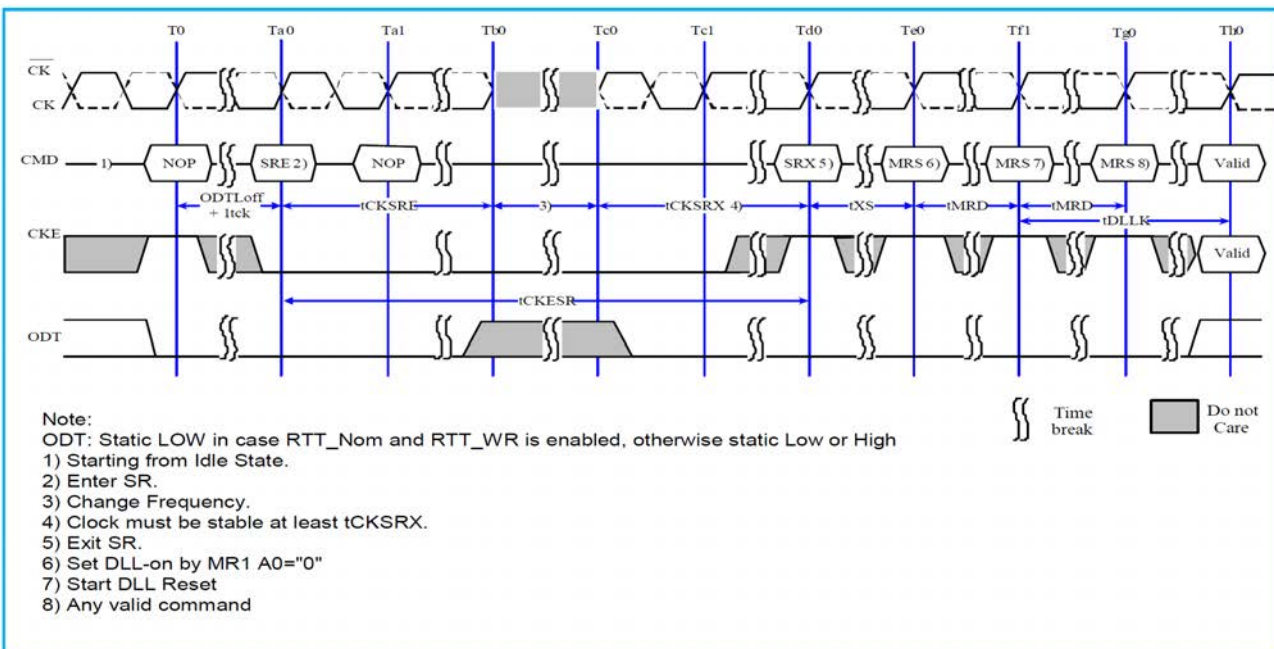 T0 Ta0 Ta1 Tb0 Tc0 Tc1 Td0 Te0 Tf1 Tg0 Th0
CK
CK
CMD 1) NOP SRE 2) NOP SRX 5) MRS 6) MRS 7) MRS 8) Valid
ODTLoff
+ 1tck
tCKSRE 3) tCKSRX 4) tXS tMRD tMRD
tDLLK
CKE Valid
tCKESR
ODT
Time
break
Do not
Care
Note:
ODT: Static LOW in case RTT_Nom and RTT_WR is enabled, otherwise static Low or High
1) Starting from Idle State.
2) Enter SR.
3) Change Frequency.
4) Clock must be stable at least tCKSRX.
5) Exit SR.
6) Set DLL-on by MR1 A0="0"
7) Start DLL Reset
8) Any valid command